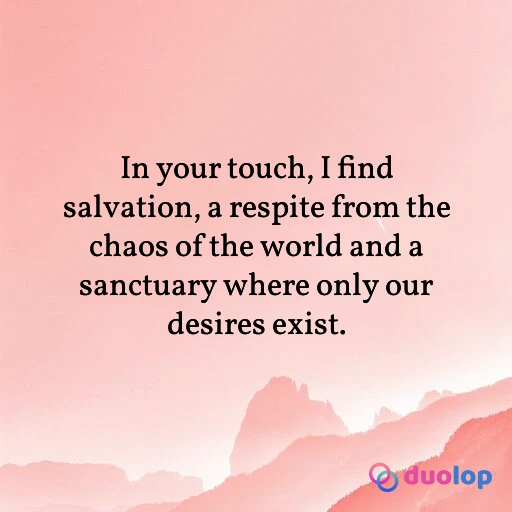 In your touch, I find
salvation, a respite from the
chaos of the world and a
sanctuary where only our
desires exist.
duolop